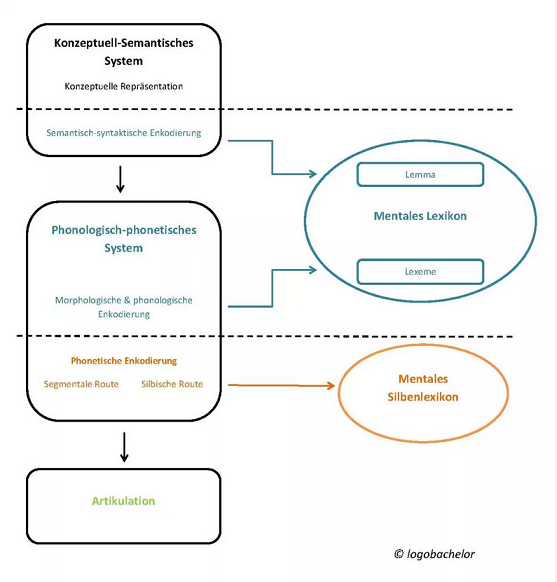 Konzeptuell-Semantisches
System
Konzeptuelle Repräsentation
Semantisch-syntaktische Enkodierung
Lemma
Mentales Lexikon
Phonologisch-phonetisches
System
Lexeme
Morphologische & phonologische
Enkodierung
Phonetische Enkodierung
Segmentale Route Silbische Route
Mentales
Silbenlexikon
Artikulation
© logobachelor